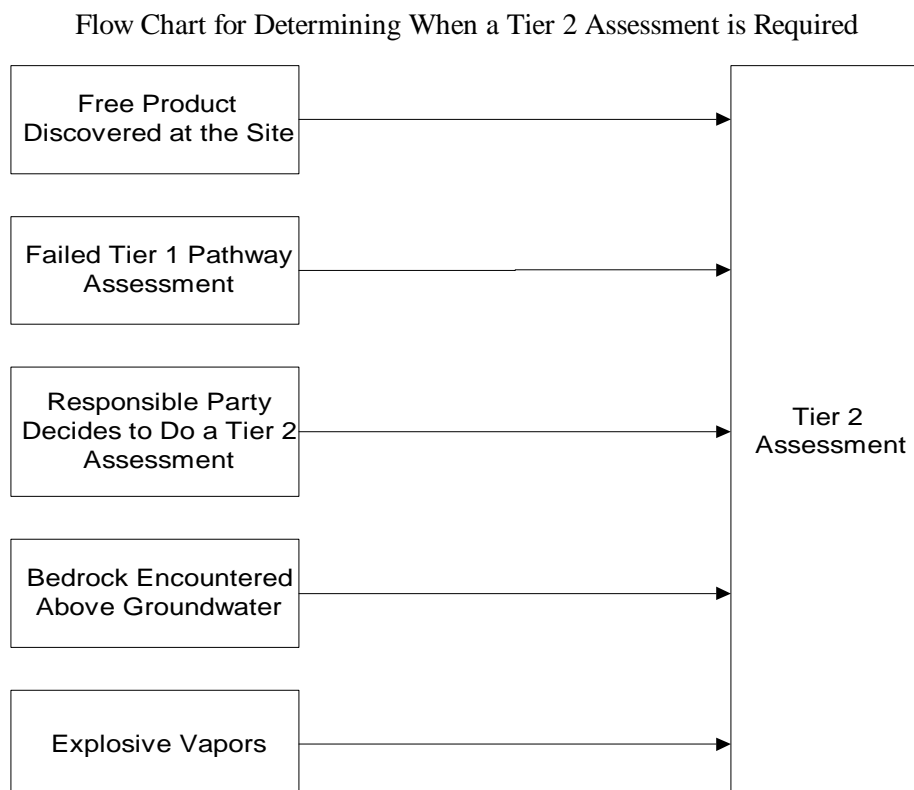 Flow Chart for Determining When a Tier 2 Assessment is Required
Free Product
Discovered at the Site
Failed Tier 1 Pathway
Assessment
Responsible Party
Decides to Do a Tier 2
Assessment
Bedrock Encountered
Above Groundwater
Explosive Vapors
Tier 2
Assessment